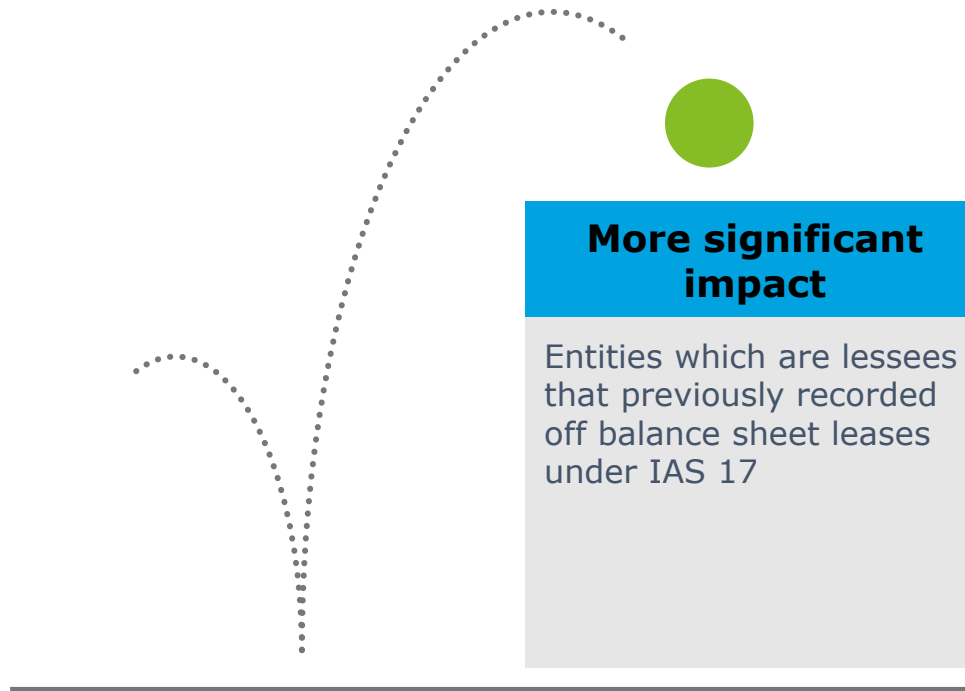 More significant
impact
Entities which are lessees
that previously recorded
off balance sheet leases
under IAS 17